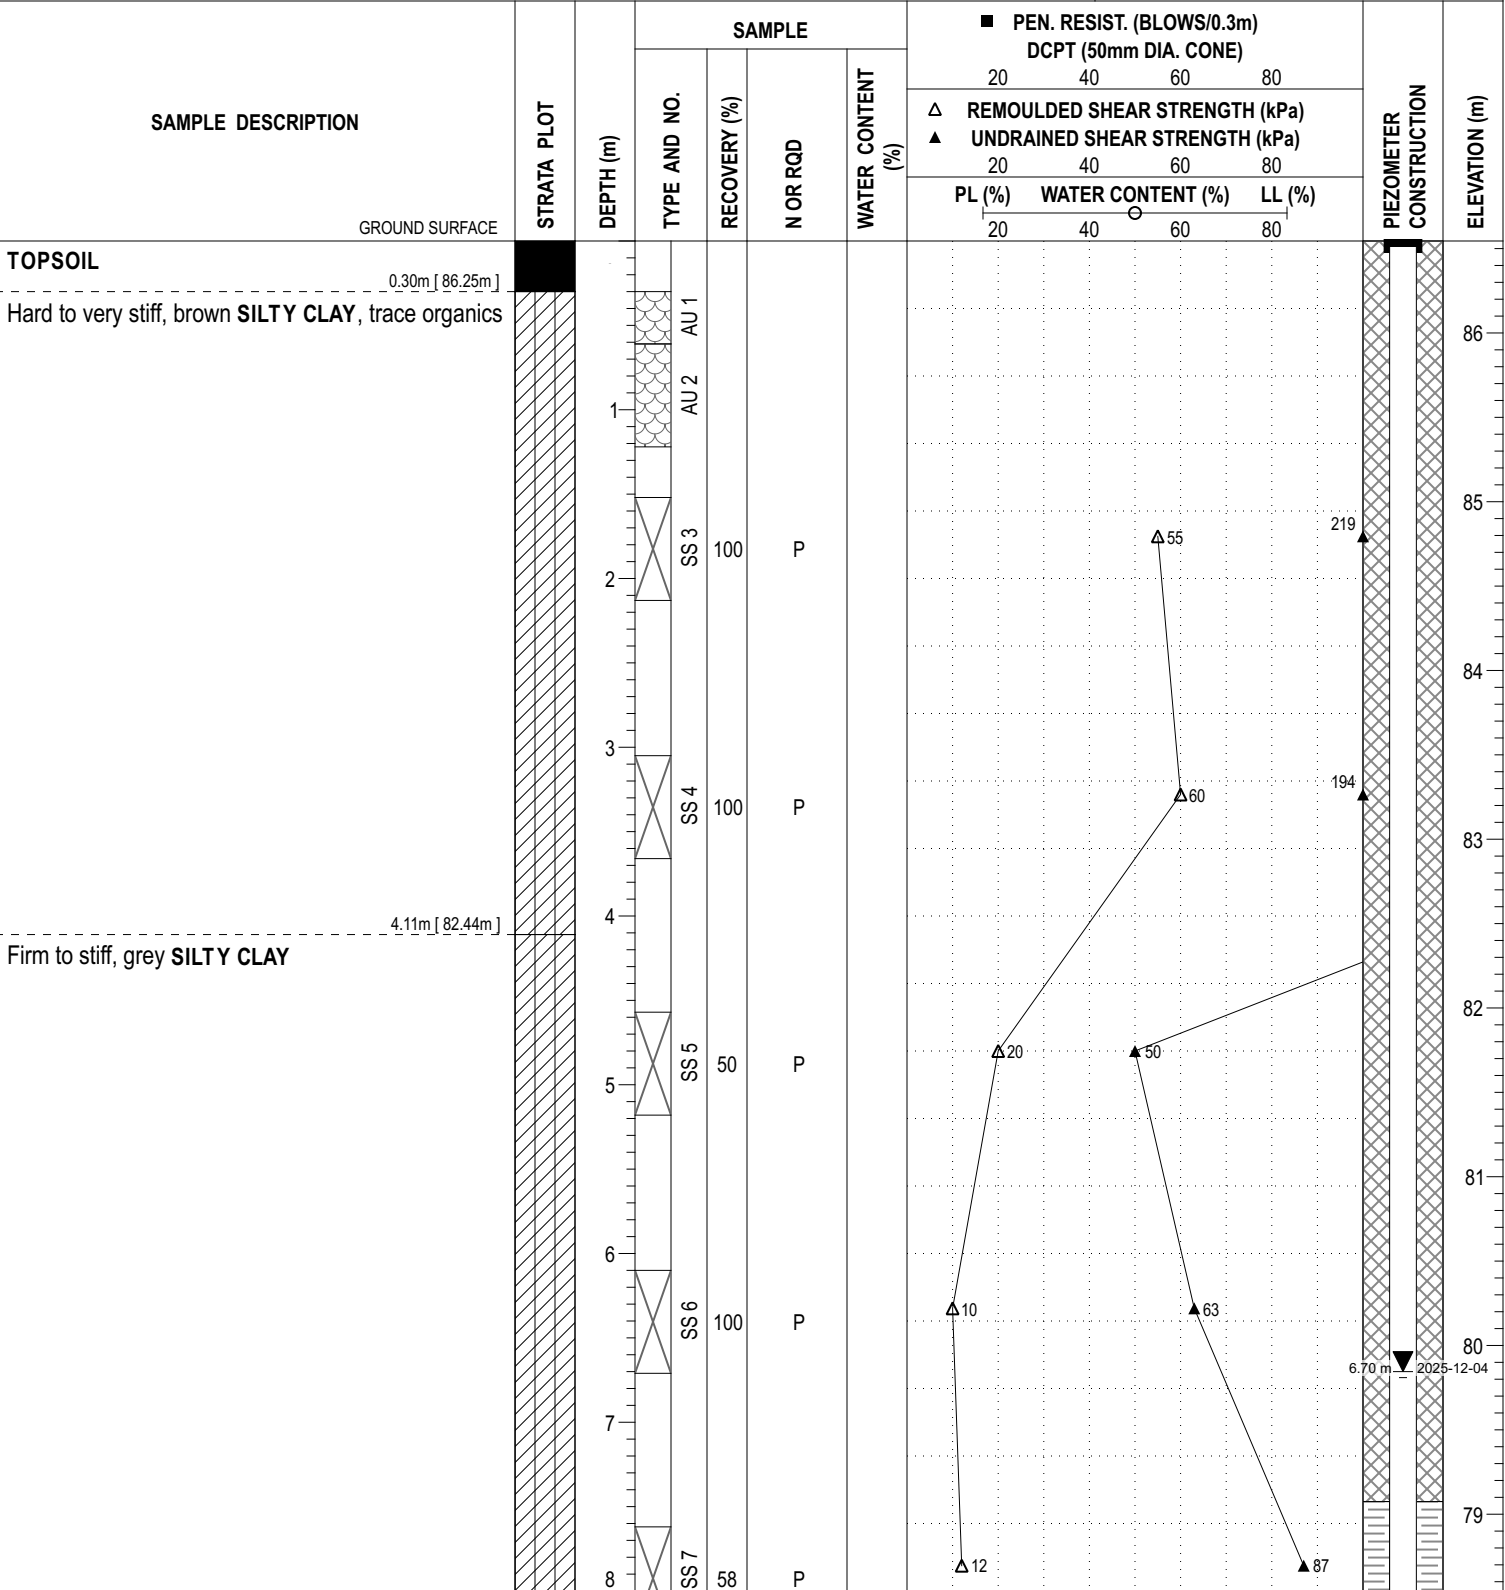 SAMPLE DESCRIPTION
GROUND SURFACE
STRATA PLOT
DEPTH (m)
SAMPLE
TYPE AND NO.
RECOVERY (%)
N OR RQD
WATER CONTENT
(%)
■ PEN. RESIST. (BLOWS/0.3m)
DCPT (50mm DIA. CONE)
20 40 60 80
△ REMOULDED SHEAR STRENGTH (kPa)
▲ UNDRAINED SHEAR STRENGTH (kPa)
20 40 60 80
PL (%) WATER CONTENT (%) LL (%)
20 40 60 80
PIEZOMETER
CONSTRUCTION
ELEVATION (m)
TOPSOIL
0.30m [ 86.25m ]
Hard to very stiff, brown SILTY CLAY, trace organics
AU 1
86
AU 2
1
85
219
SS 3 100 P
55
2
84
3
194
SS 4 100 P
60
83
4
4.11m [ 82.44m ]
Firm to stiff, grey SILTY CLAY
82
SS 5 50 P
20 50
5
81
6
SS 6 100 P
10 63
80
6.70 m 2025-12-04
7
79
12 87
8
SS 7 58 P